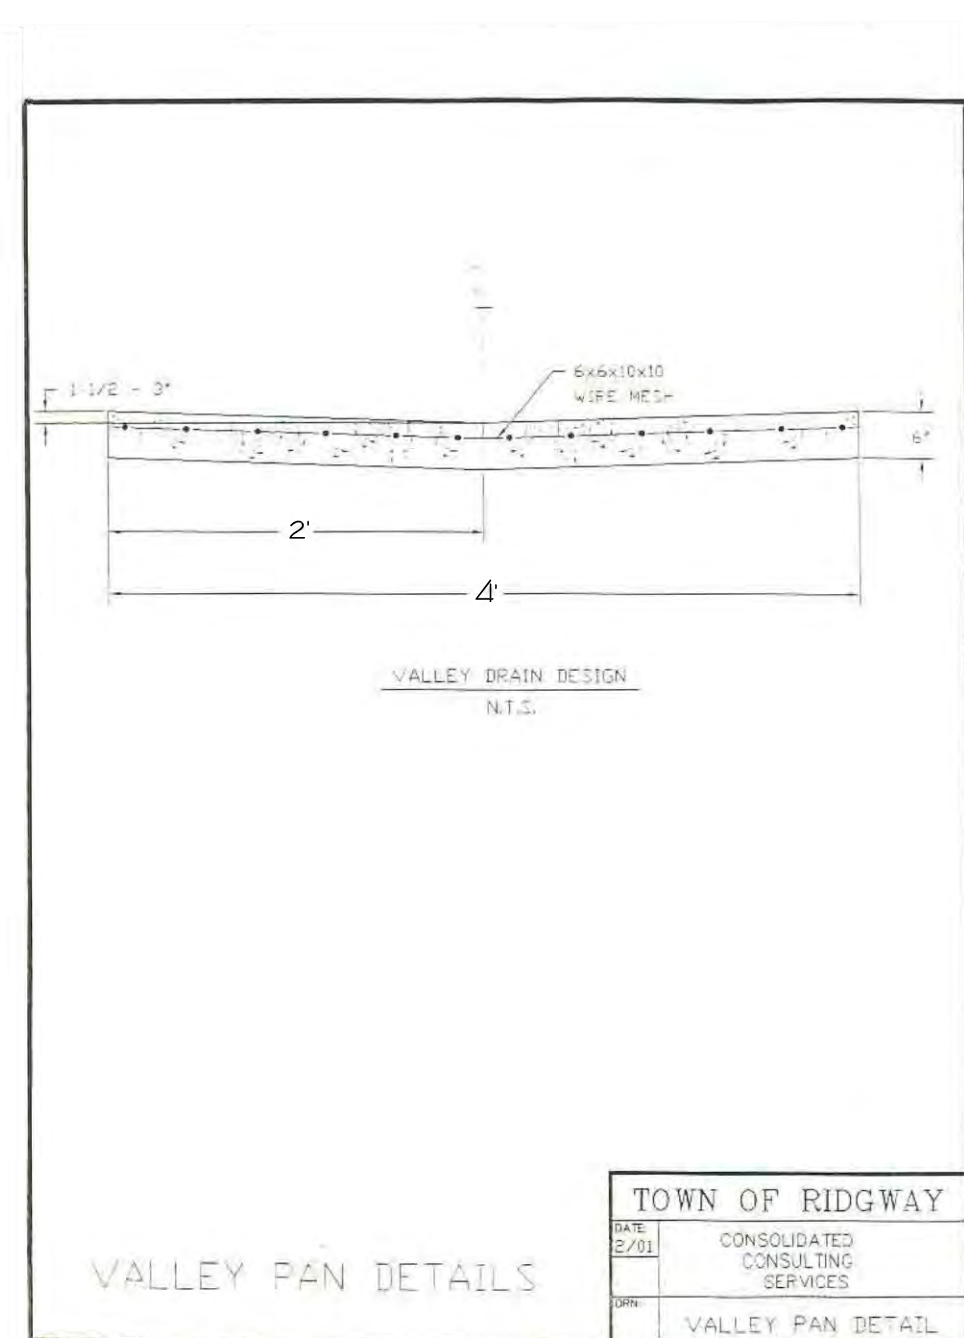 1 1/2 - 3"
6x6x10x10
WIRE MESH
6"
2'
4'
VALLEY DRAIN DESIGN
N.T.S.
VALLEY PAN DETAILS
TOWN OF RIDGWAY
DATE
2/01
CONSOLIDATED
CONSULTING
SERVICES
DRN
VALLEY PAN DETAIL